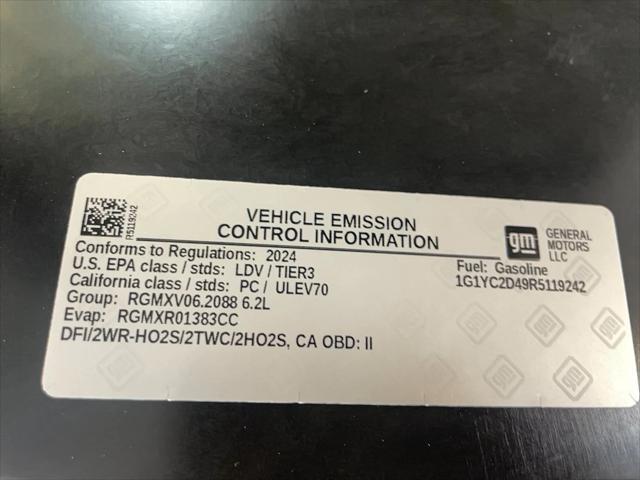 R5119242
VEHICLE EMISSION
CONTROL INFORMATION
gm
GENERAL
MOTORS
LLC
Conforms to Regulations: 2024
U.S. EPA class / stds: LDV / TIER3
California class / stds: PC / ULEV70
Group: RGMXV06.2088 6.2L
Evap: RGMXR01383CC
DFI/2WR-HO2S/2TWC/2HO2S, CA OBD: II
Fuel: Gasoline
1G1YC2D49R5119242